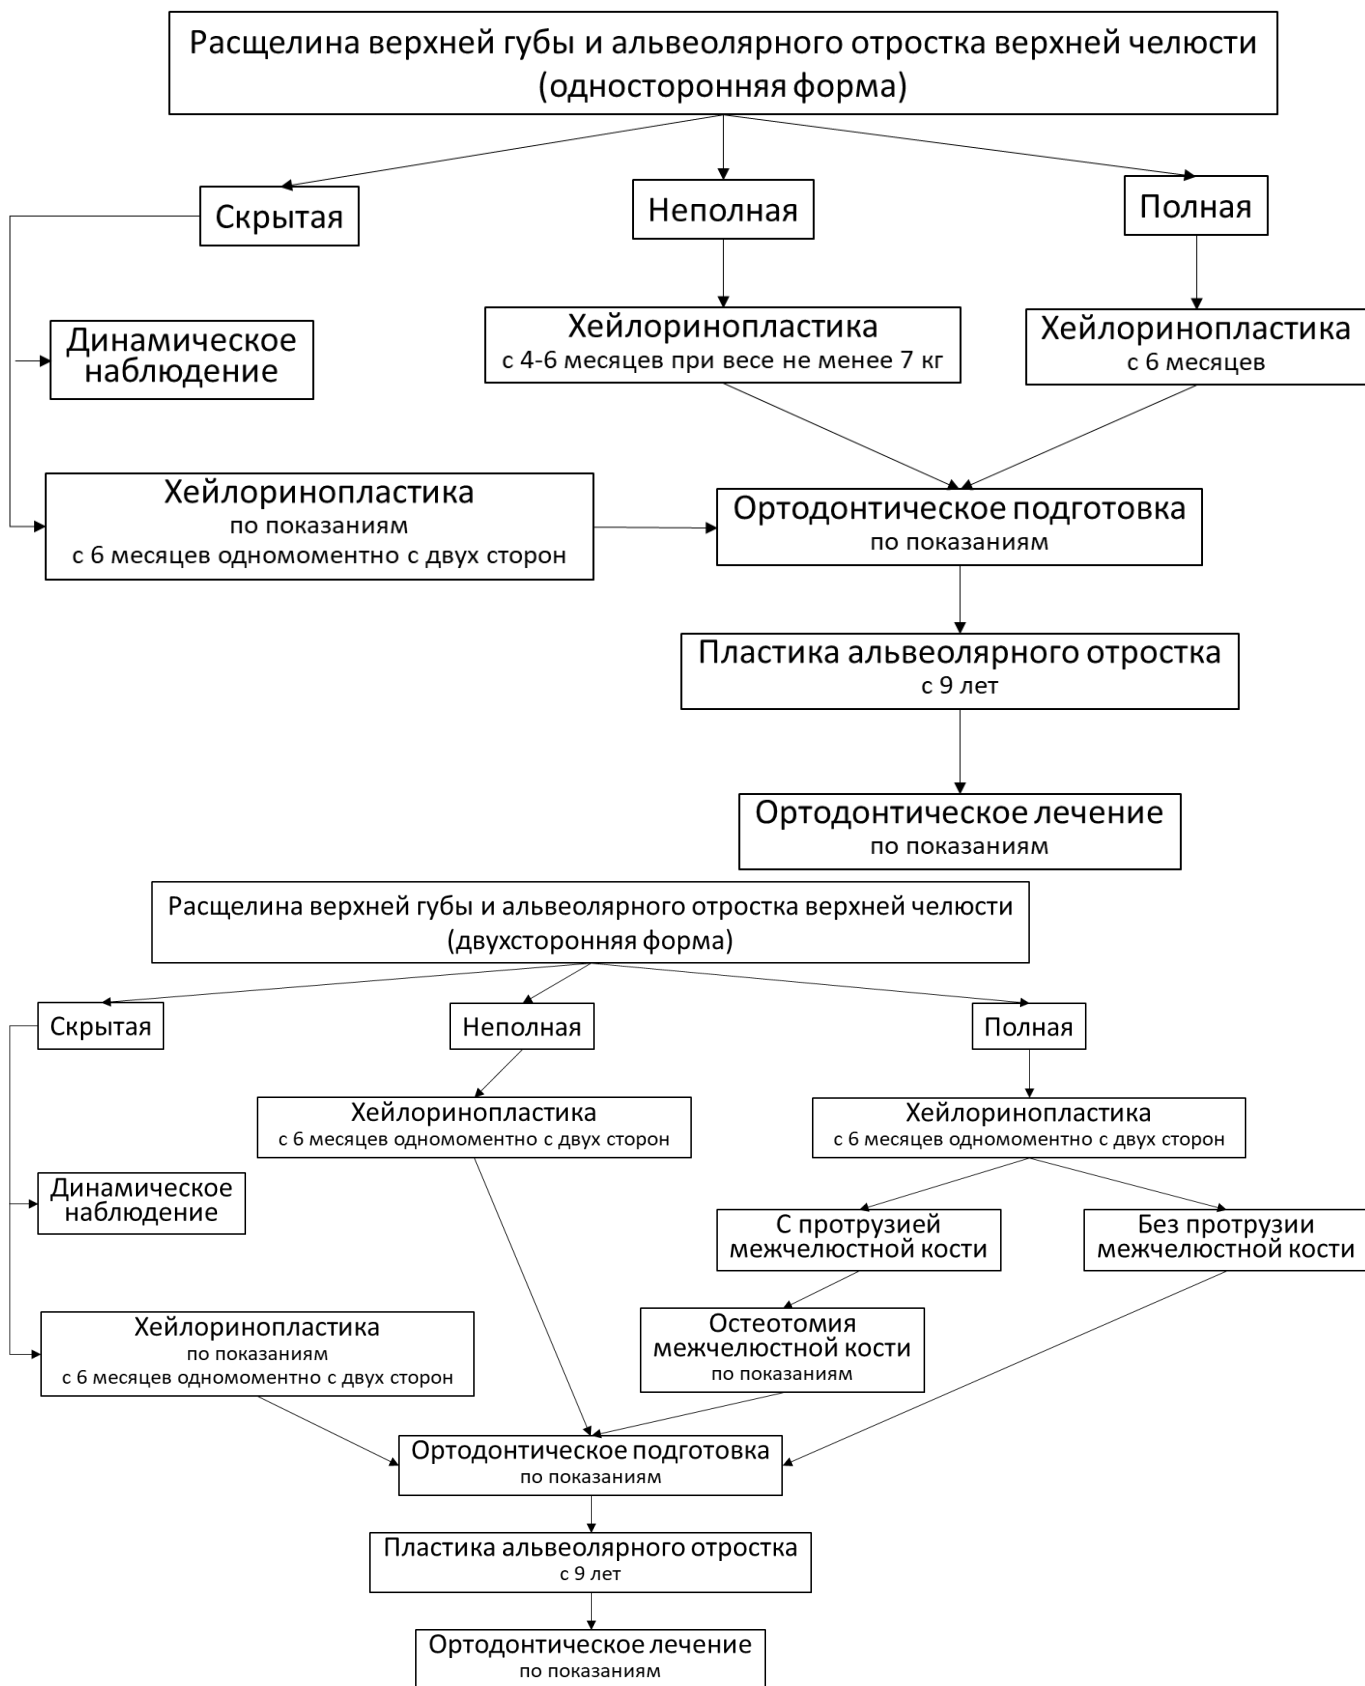 Расщелина верхней губы и альвеолярного отростка верхней челюсти
(односторонняя форма)
Скрытая
Неполная
Полная
Динамическое
наблюдение
Хейлоринопластика
с 4-6 месяцев при весе не менее 7 кг
Хейлоринопластика
с 6 месяцев
Хейлоринопластика
по показаниям
с 6 месяцев одномоментно с двух сторон
Ортодонтическое подготовка
по показаниям
Пластика альвеолярного отростка
с 9 лет
Ортодонтическое лечение
по показаниям
Расщелина верхней губы и альвеолярного отростка верхней челюсти
(двухсторонняя форма)
Скрытая
Неполная
Полная
Хейлоринопластика
с 6 месяцев одномоментно с двух сторон
Хейлоринопластика
с 6 месяцев одномоментно с двух сторон
Динамическое
наблюдение
С протрузией
межчелюстной кости
Без протрузии
межчелюстной кости
Хейлоринопластика
по показаниям
с 6 месяцев одномоментно с двух сторон
Остеотомия
межчелюстной кости
по показаниям
Ортодонтическое подготовка
по показаниям
Пластика альвеолярного отростка
с 9 лет
Ортодонтическое лечение
по показаниям